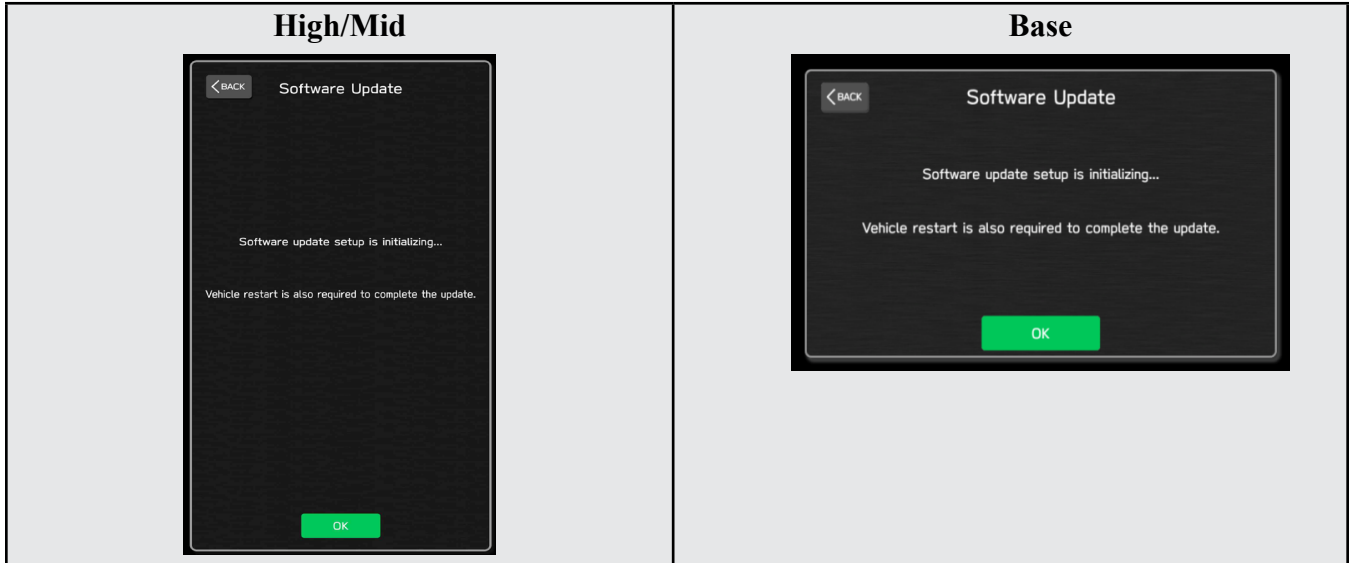 High/Mid
BACK
Software Update
Software update setup is initializing...
Vehicle restart is also required to complete the update.
OK
Base
BACK
Software Update
Software update setup is initializing...
Vehicle restart is also required to complete the update.
OK